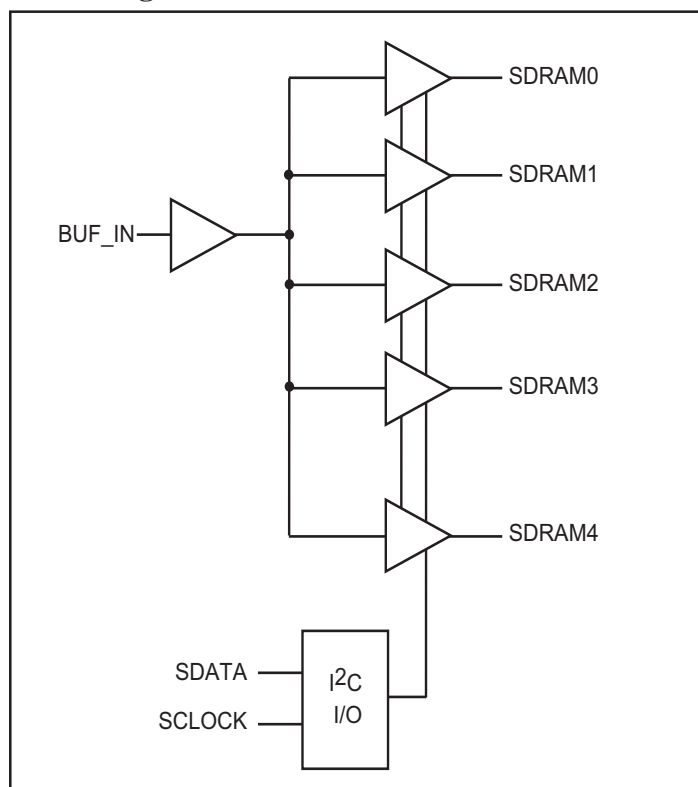 SDRAM0
SDRAM1
BUF_IN
SDRAM2
SDRAM3
SDRAM4
SDATA
I²C
I/O
SCLOCK